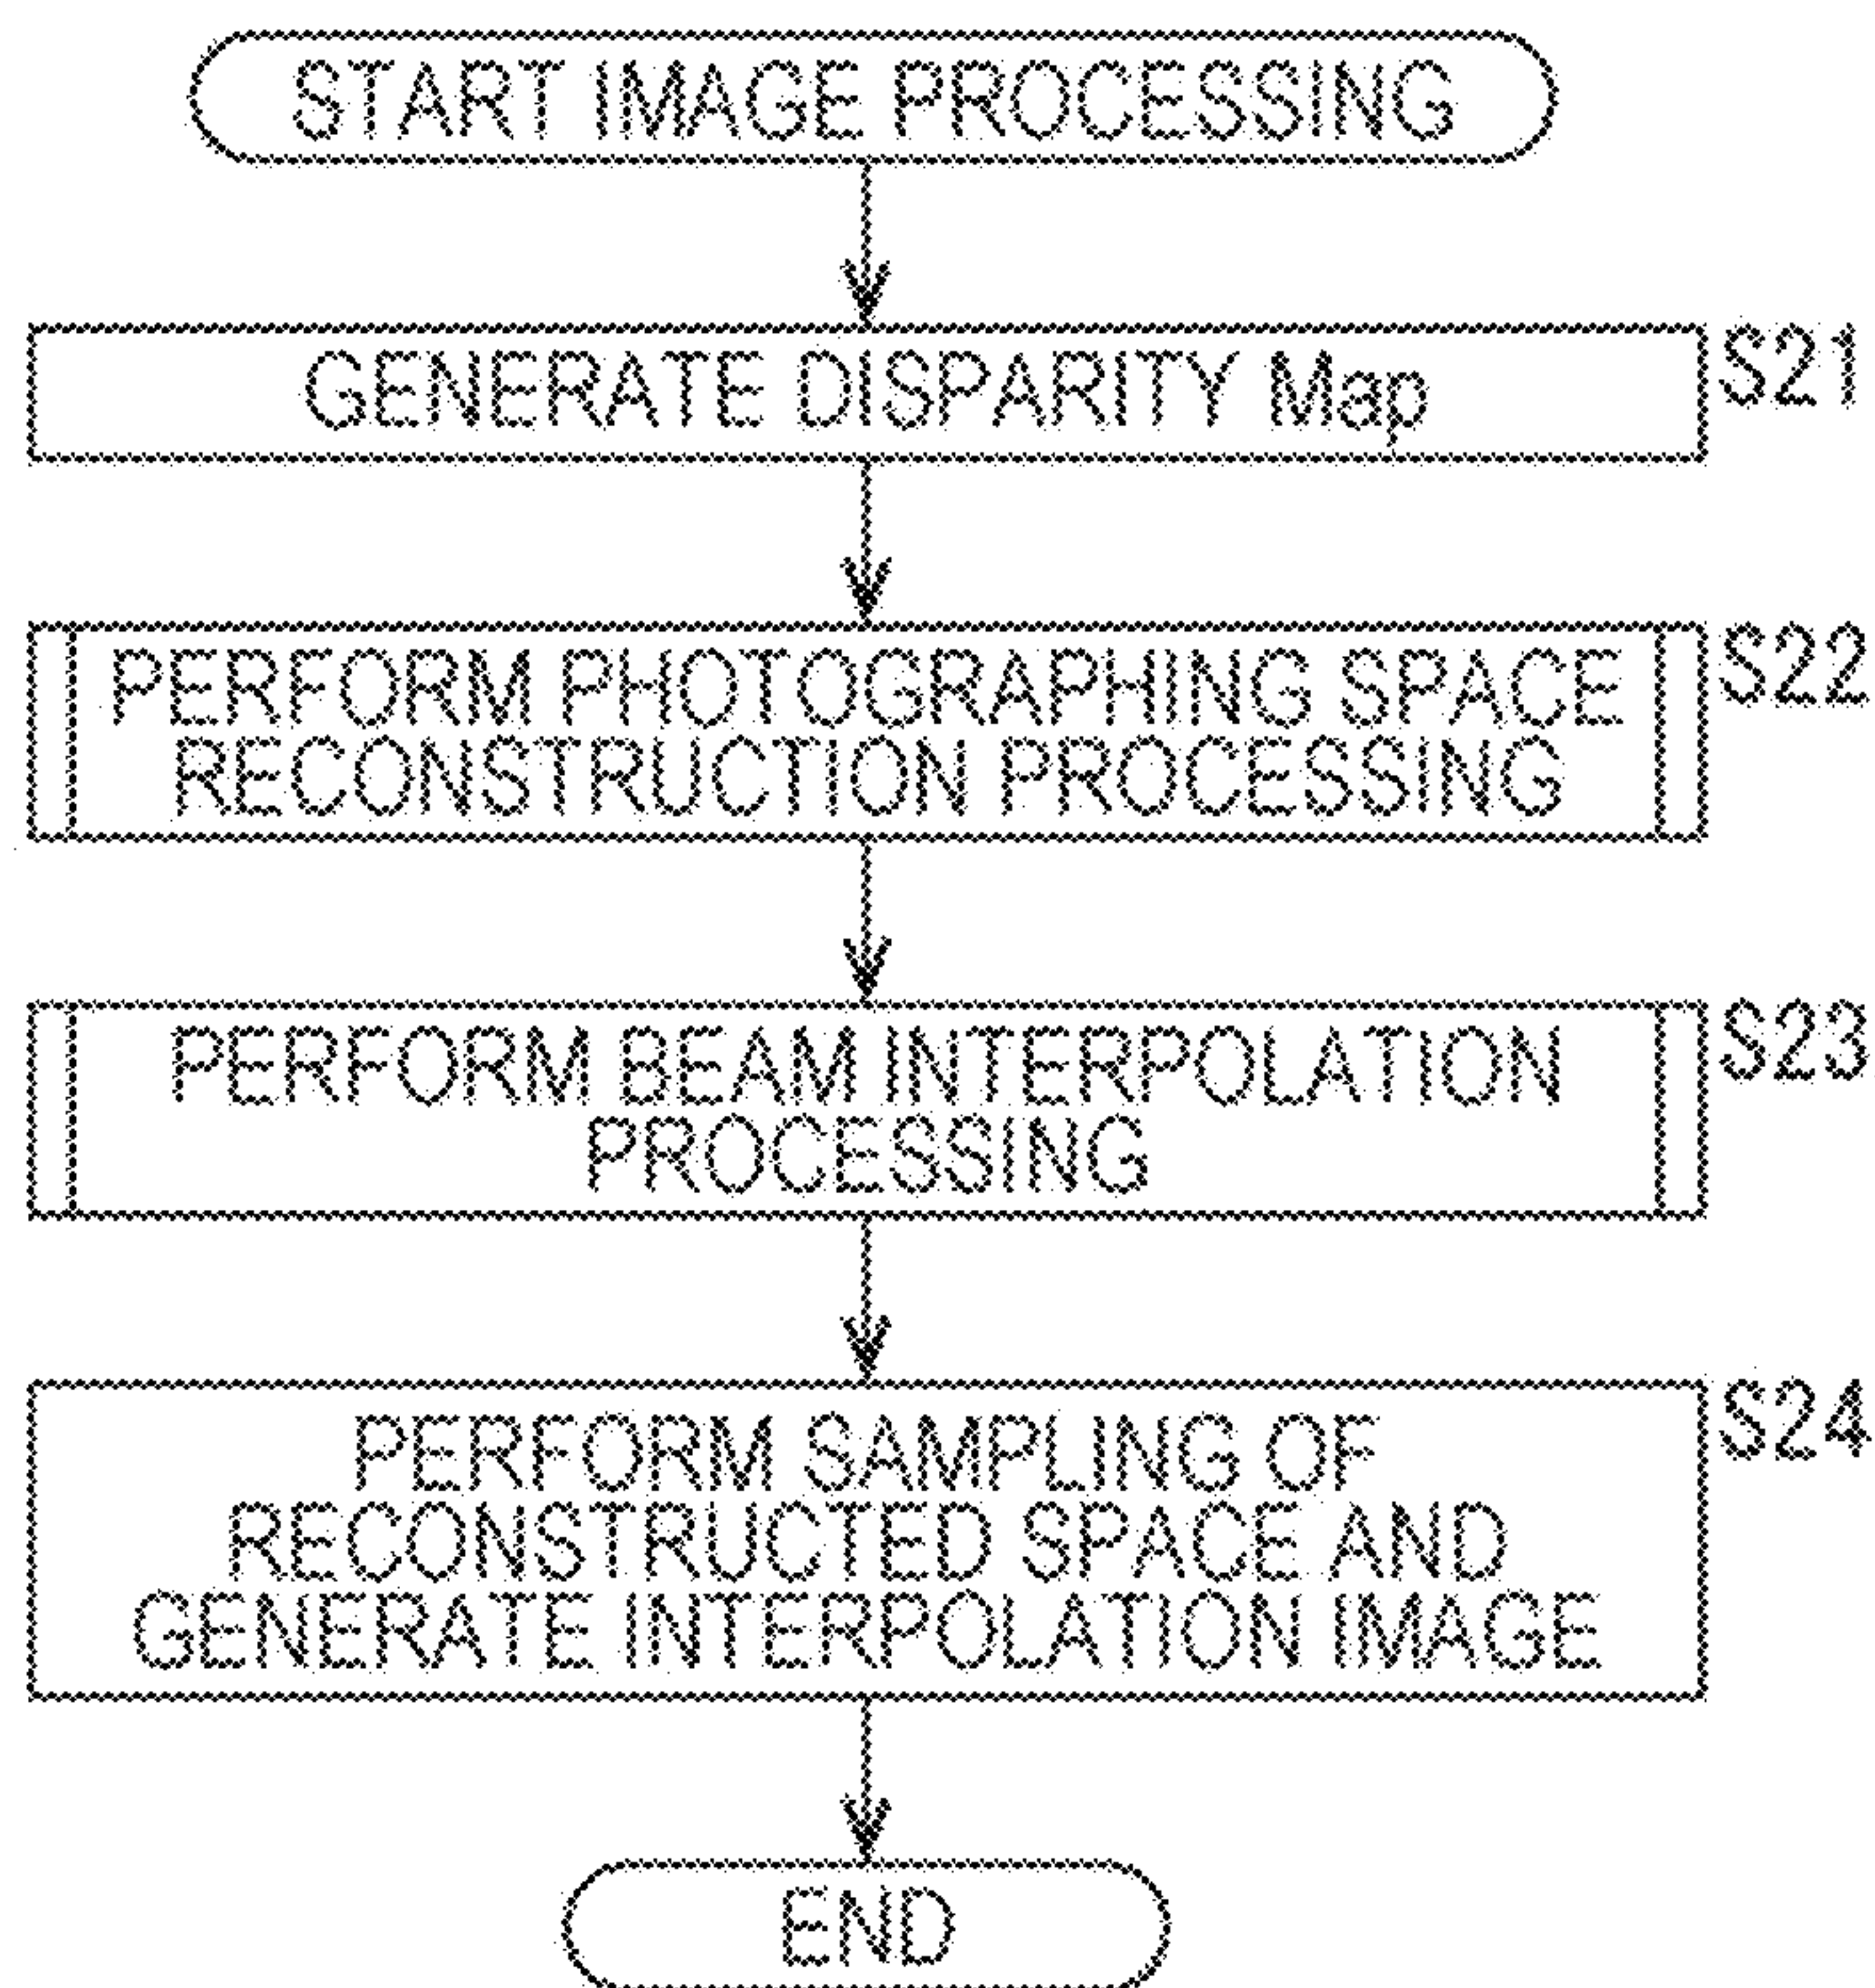 START IMAGE PROCESSING
GENERATE DISPARITY Map
S21
PERFORM PHOTOGRAPHING SPACE
RECONSTRUCTION PROCESSING
S22
PERFORM BEAM INTERPOLATION
PROCESSING
S23
PERFORM SAMPLING OF
RECONSTRUCTED SPACE AND
GENERATE INTERPOLATION IMAGE
S24
END